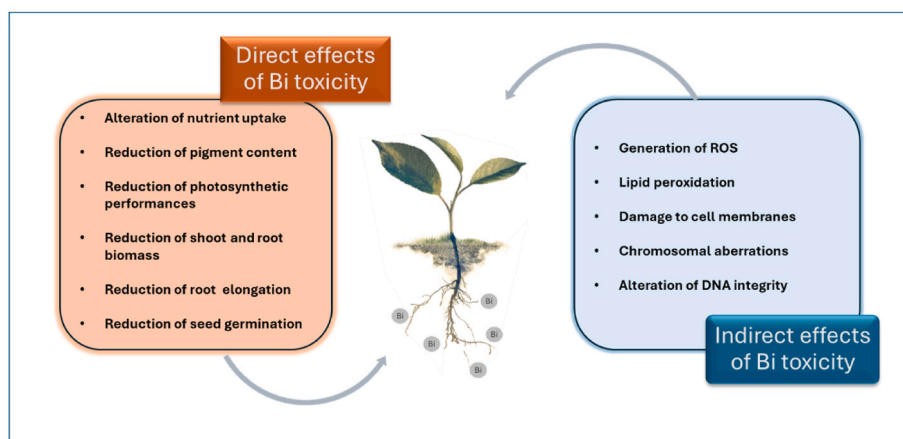 Direct effects
of Bi toxicity
• Alteration of nutrient uptake
• Reduction of pigment content
• Reduction of photosynthetic
performances
• Reduction of shoot and root
biomass
• Reduction of root elongation
• Reduction of seed germination
Bi
Bi
Bi
Bi
Bi
• Generation of ROS
• Lipid peroxidation
• Damage to cell membranes
• Chromosomal aberrations
• Alteration of DNA integrity
Indirect effects
of Bi toxicity